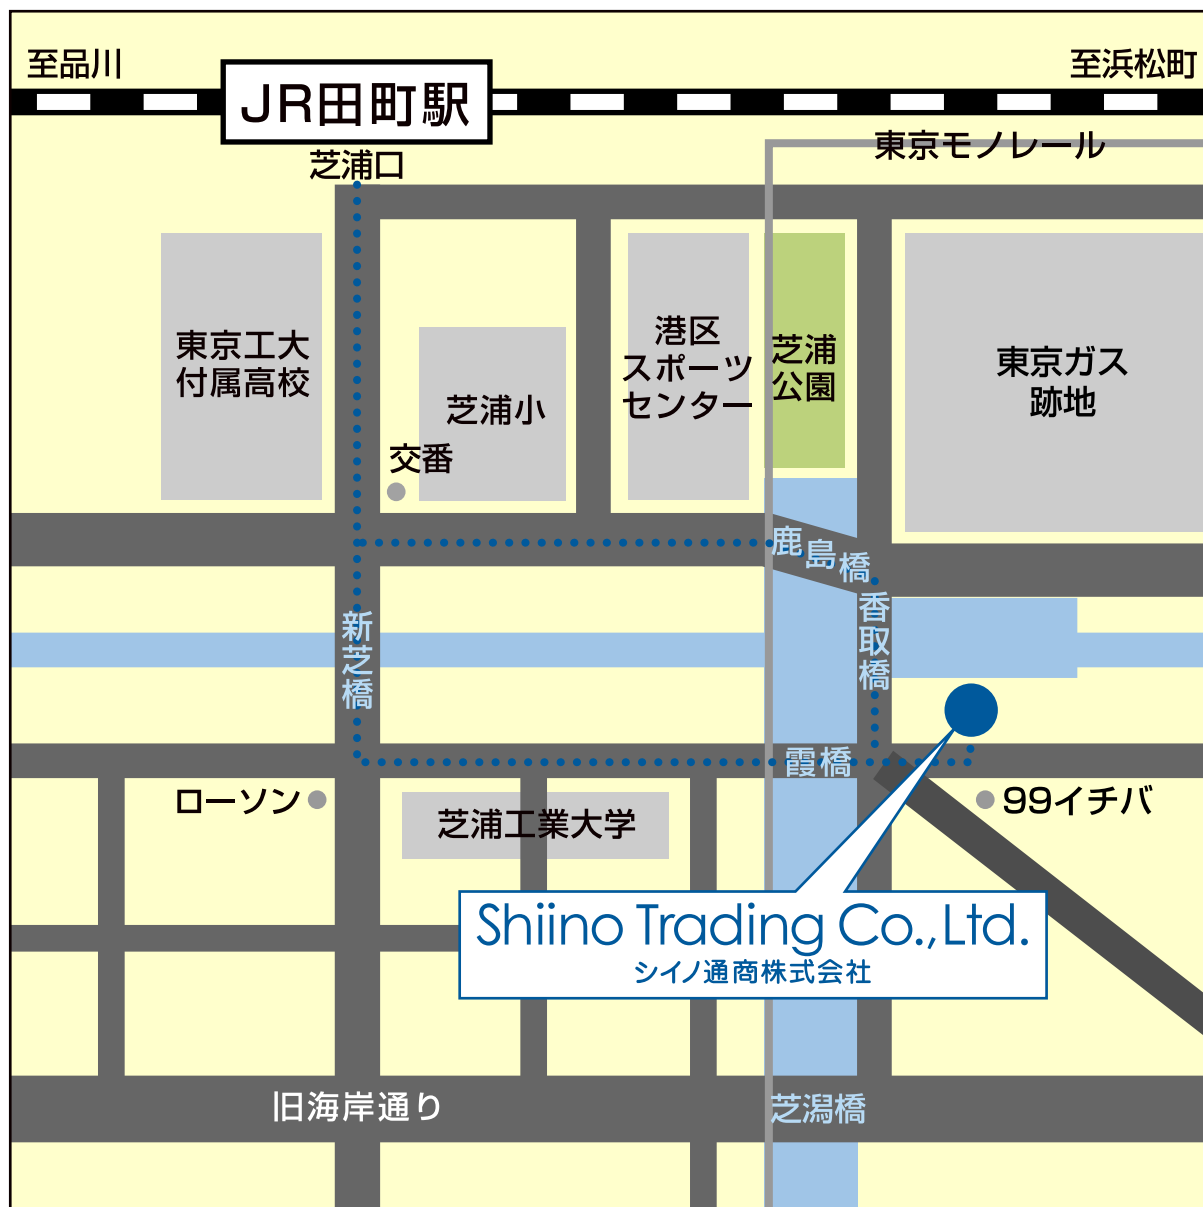 至品川
至浜松町
JR田町駅
東京モノレール
芝浦口
東京工大
付属高校
芝浦小
交番
港区
スポーツ
センター
芝浦
公園
東京ガス
跡地
鹿島橋
香取橋
新芝橋
霞橋
ローソン
99イチバ
芝浦工業大学
Shiino Trading Co., Ltd.
シイノ通商株式会社
旧海岸通り
芝潟橋